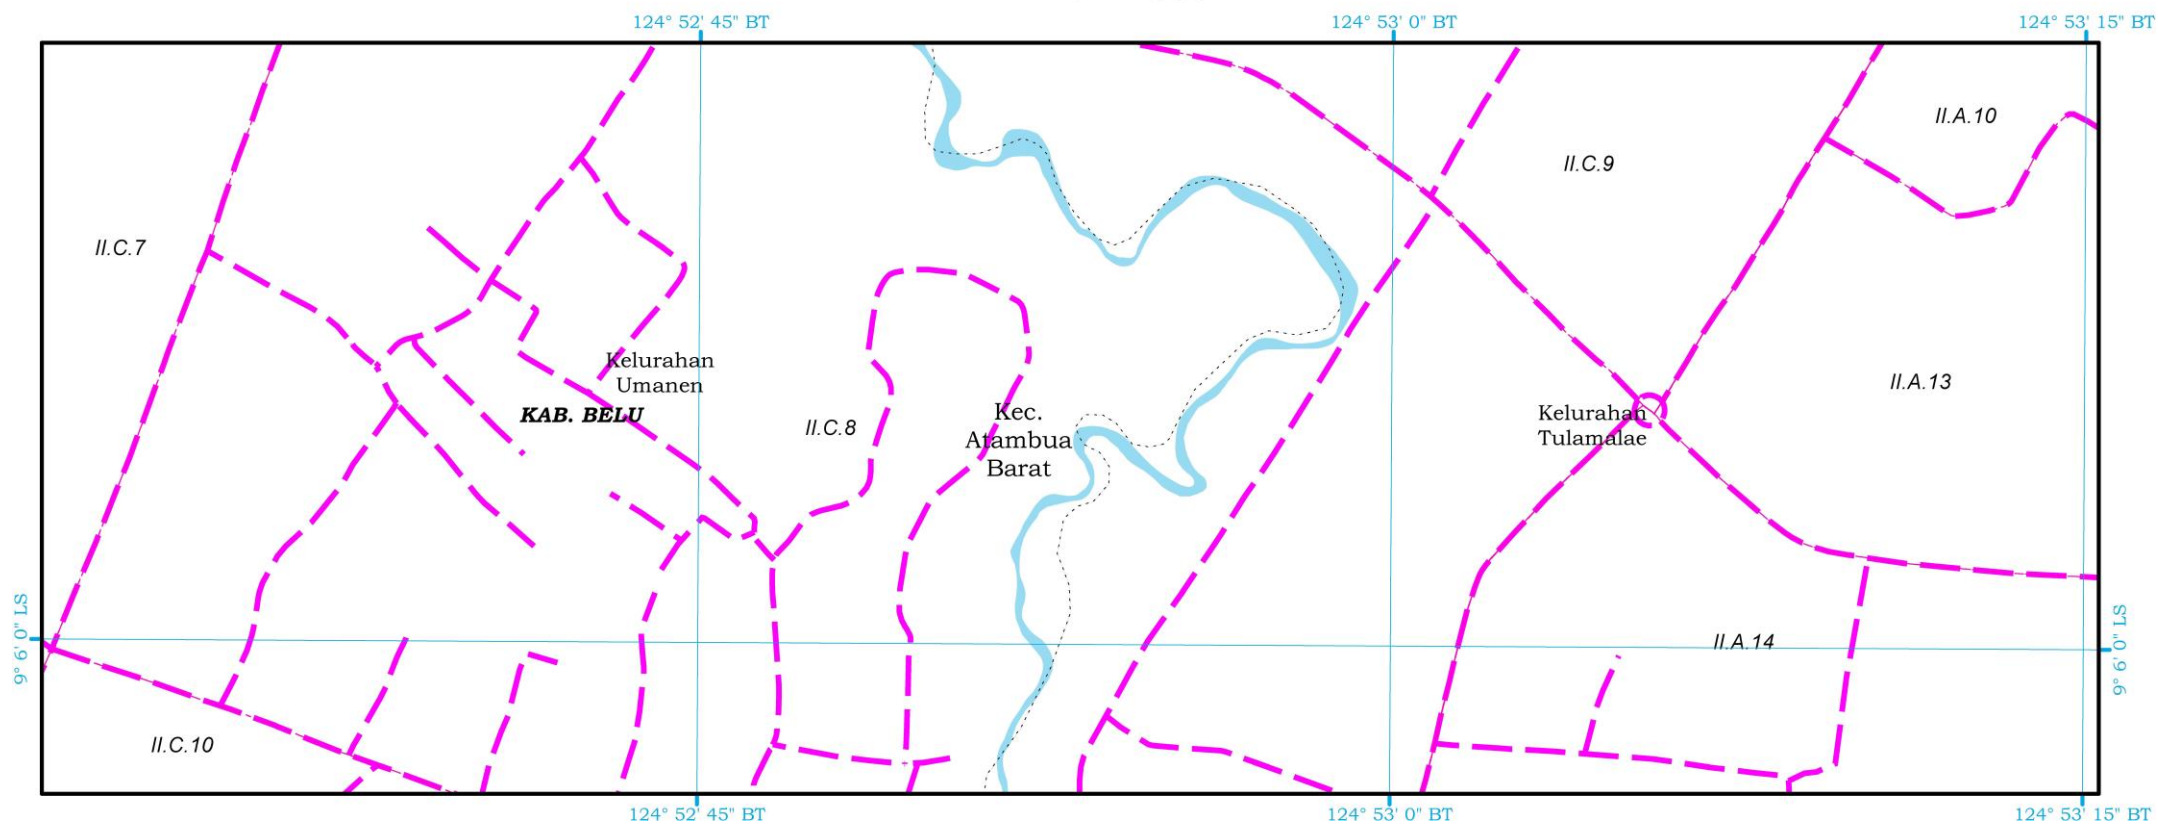 124° 52' 45" BT
124° 53' 0" BT
124° 53' 15" BT
II.A.10
II.C.9
II.C.7
Kelurahan
Umanen
II.A.13
KAB. BELU
II.C.8
Kec.
Atambua
Barat
Kelurahan
Tulamalae
9° 6' 0" LS
9° 6' 0" LS
II.A.14
II.C.10
124° 52' 45" BT
124° 53' 0" BT
124° 53' 15" BT